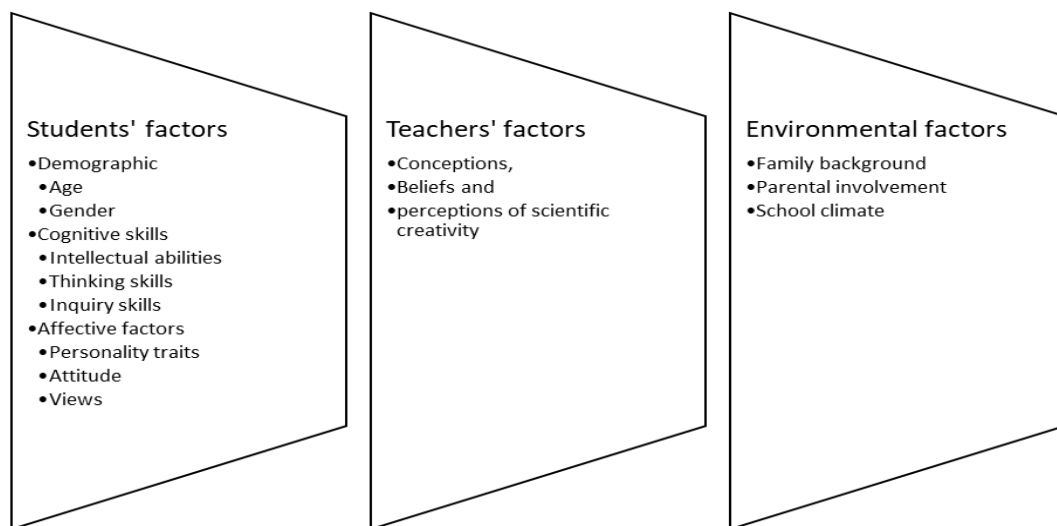 Students' factors
•Demographic
•Age
•Gender
•Cognitive skills
•Intellectual abilities
•Thinking skills
•Inquiry skills
•Affective factors
•Personality traits
•Attitude
•Views
Teachers' factors
•Conceptions,
•Beliefs and
•perceptions of scientific
creativity
Environmental factors
•Family background
•Parental involvement
•School climate